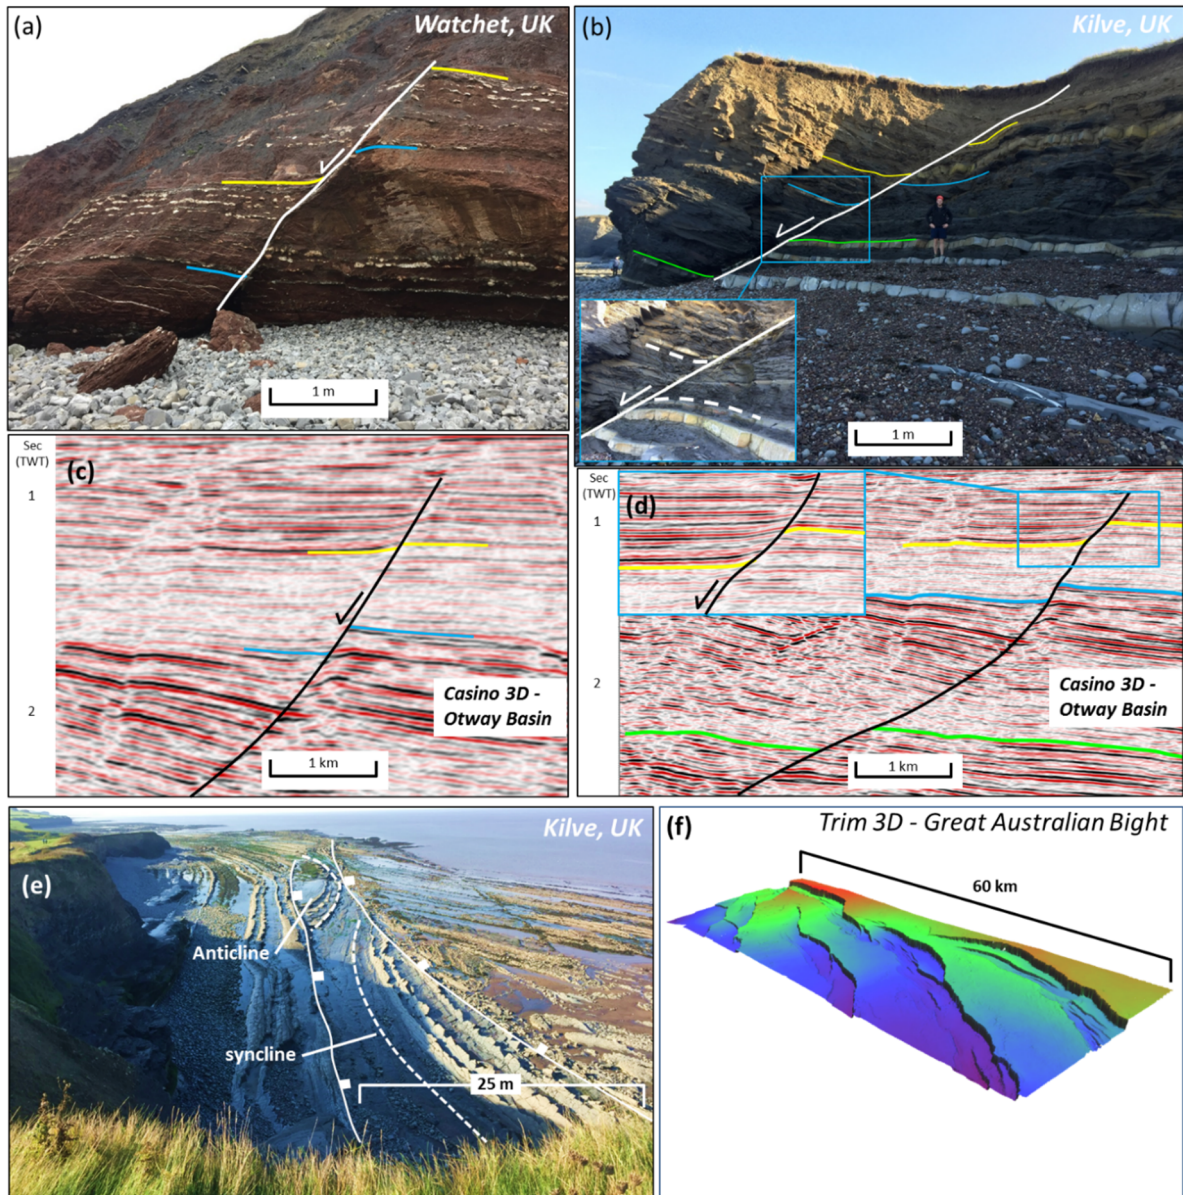 (a)
Watchet, UK
1 m
(b)
Kilve, UK
1 m
Sec
(TWT)
(c)
1
2
Casino 3D -
Otway Basin
1 km
Sec
(TWT)
(d)
1
2
Casino 3D -
Otway Basin
1 km
Kilve, UK
(e)
Anticline
syncline
25 m
(f)
Trim 3D - Great Australian Bight
60 km